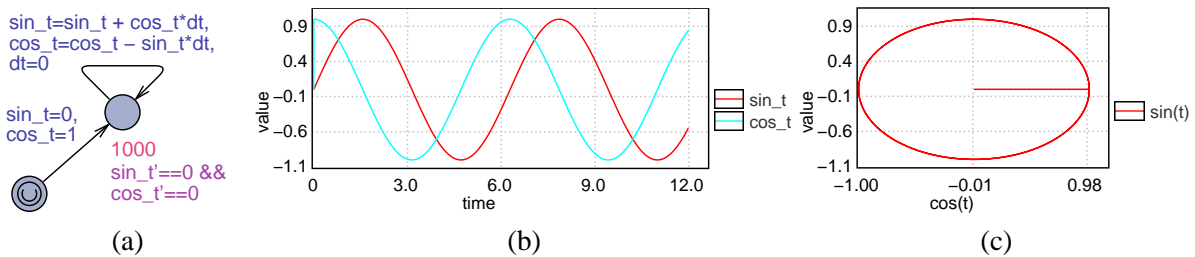 sin_t=sin_t + cos_t*dt,
cos_t=cos_t − sin_t*dt,
dt=0
sin_t=0,
cos_t=1
1000
sin_t'==0 &&
cos_t'==0
(a)
0.9
0.4
−0.1
−0.6
−1.1
value
0
3.0
6.0
9.0
12.0
time
sin_t
cos_t
(b)
0.9
0.4
−0.1
−0.6
−1.1
value
−1.00
−0.01
0.98
cos(t)
sin(t)
(c)